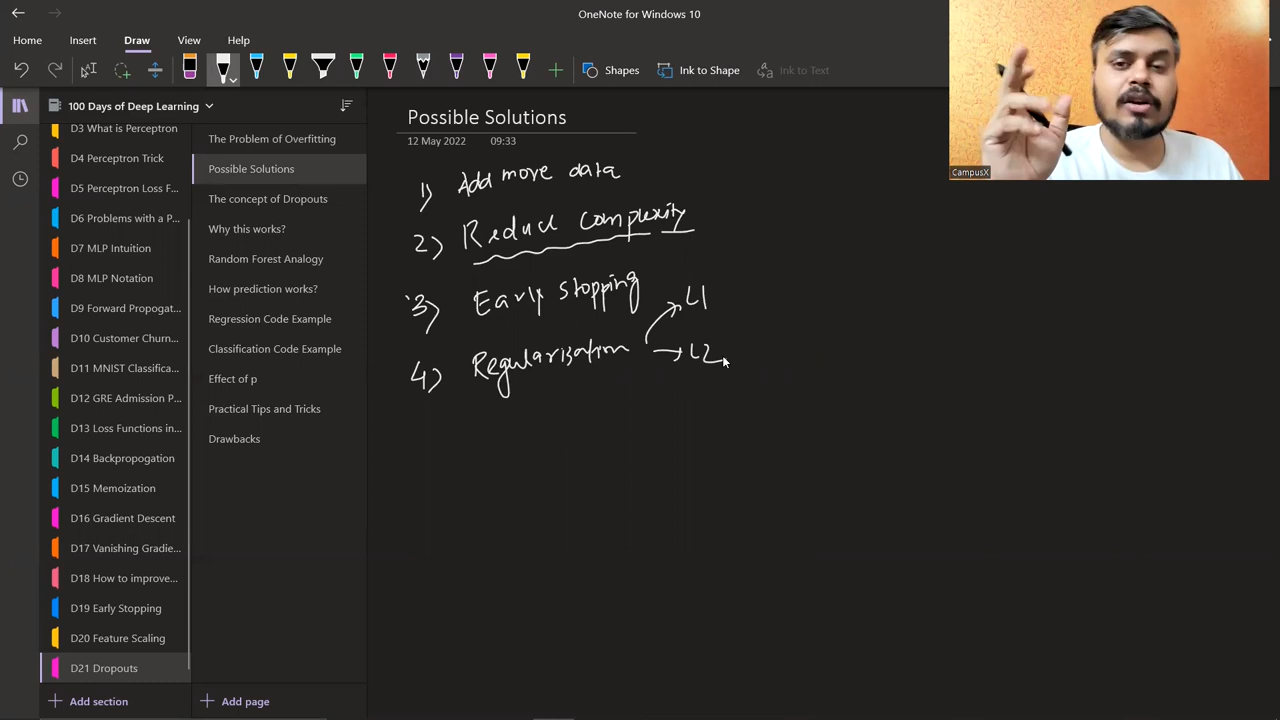 OneNote for Windows 10
Home Insert Draw View Help
Shapes Ink to Shape Ink to Text
100 Days of Deep Learning
D3 What is Perceptron
D4 Perceptron Trick
D5 Perceptron Loss F...
D6 Problems with a P...
D7 MLP Intuition
D8 MLP Notation
D9 Forward Propogat...
D10 Customer Churn...
D11 MNIST Classifica...
D12 GRE Admission P...
D13 Loss Functions in...
D14 Backpropogation
D15 Memoization
D16 Gradient Descent
D17 Vanishing Gradie...
D18 How to improve...
D19 Early Stopping
D20 Feature Scaling
D21 Dropouts
Add section
The Problem of Overfitting
Possible Solutions
The concept of Dropouts
Why this works?
Random Forest Analogy
How prediction works?
Regression Code Example
Classification Code Example
Effect of p
Practical Tips and Tricks
Drawbacks
Add page
Possible Solutions
12 May 2022 09:33
1) Add more data
2) Reduce Complexity
3) Early stopping
4) Regularization → L1
→ L2
CampusX